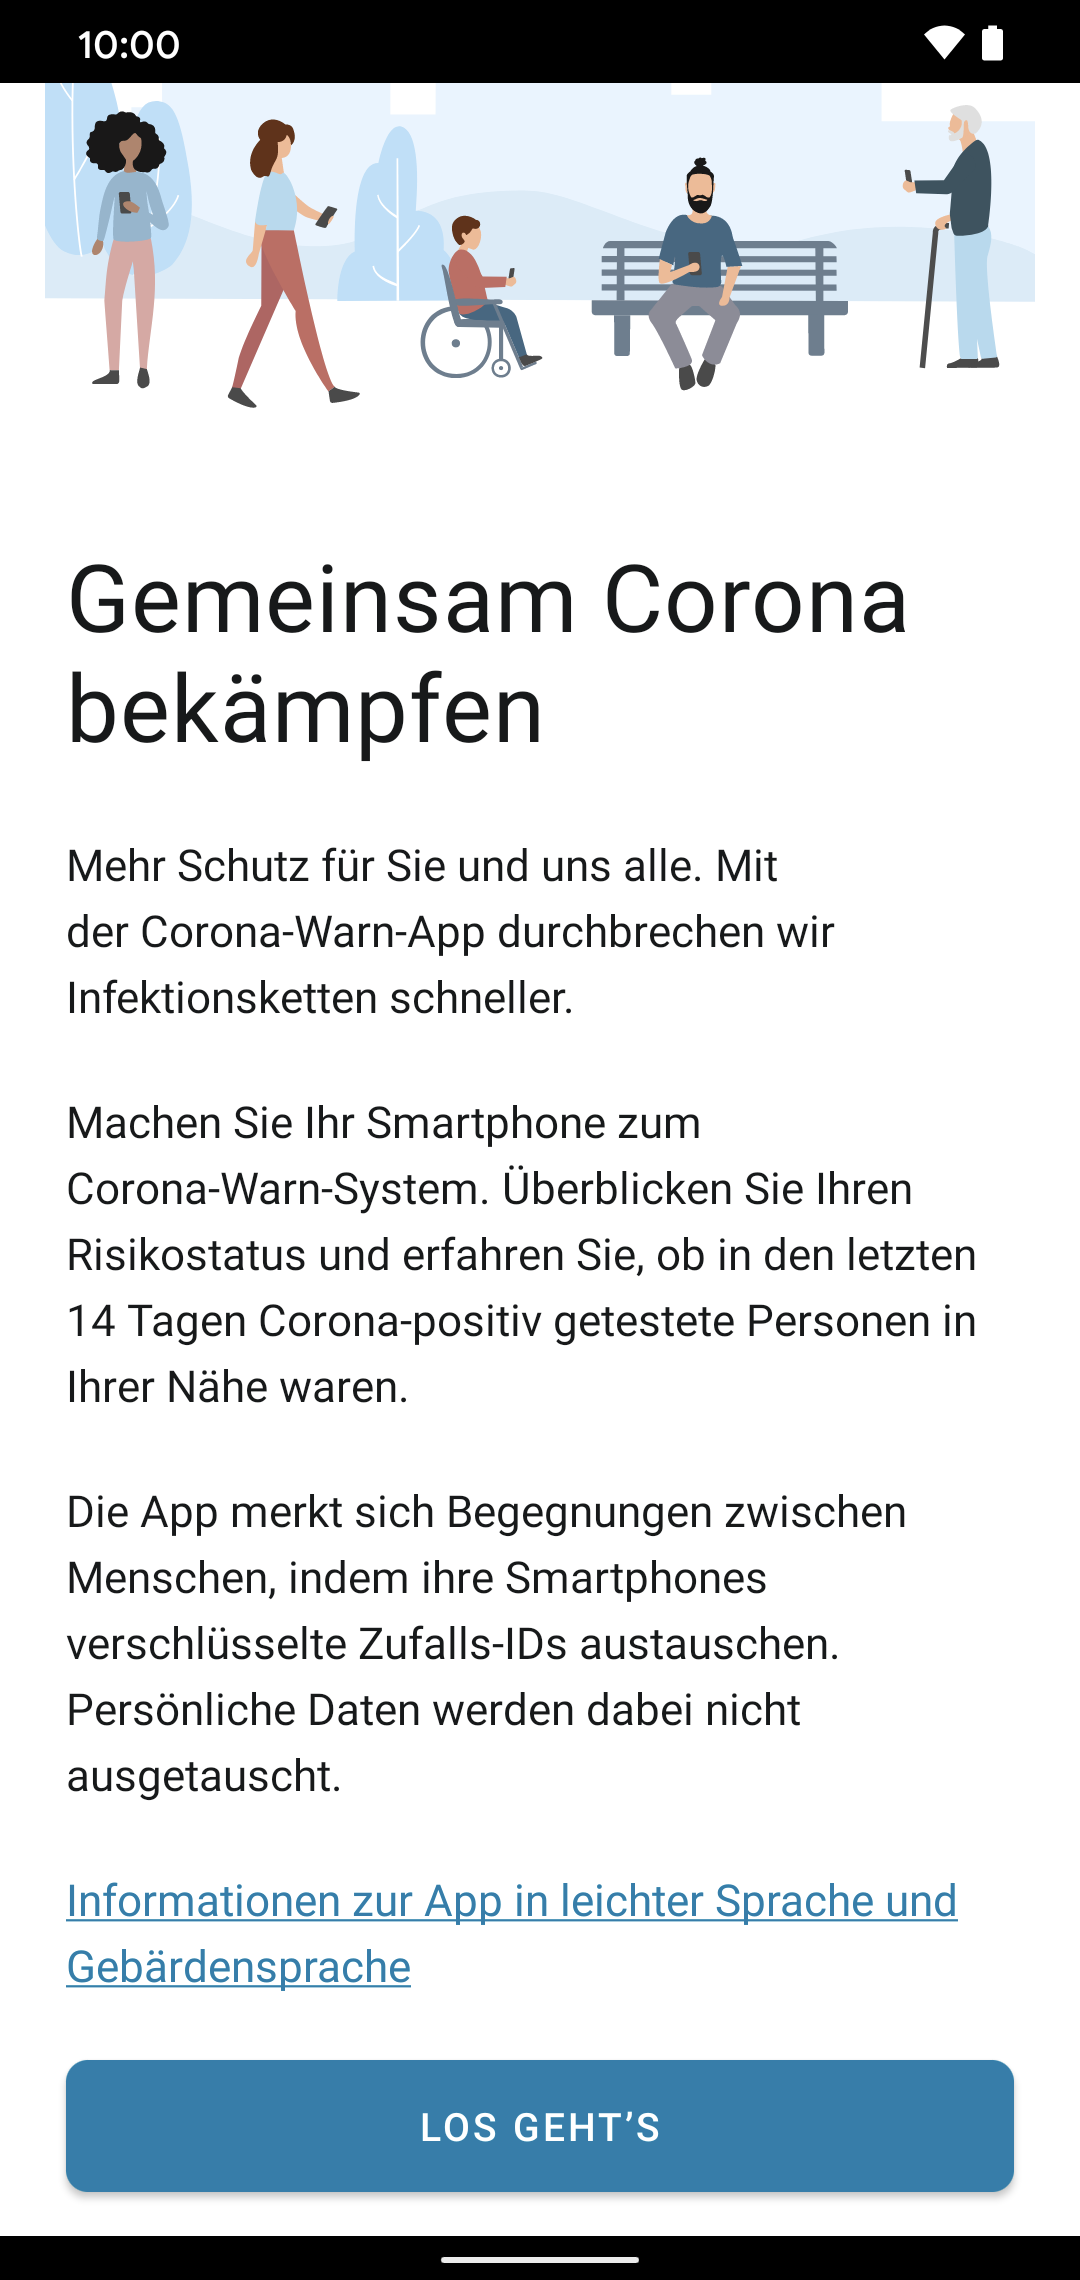 10:00
Gemeinsam Corona
bekämpfen
Mehr Schutz für Sie und uns alle. Mit
der Corona-Warn-App durchbrechen wir
Infektionsketten schneller.
Machen Sie Ihr Smartphone zum
Corona-Warn-System. Überblicken Sie Ihren
Risikostatus und erfahren Sie, ob in den letzten
14 Tagen Corona-positiv getestete Personen in
Ihrer Nähe waren.
Die App merkt sich Begegnungen zwischen
Menschen, indem ihre Smartphones
verschlüsselte Zufalls-IDs austauschen.
Persönliche Daten werden dabei nicht
ausgetauscht.
Informationen zur App in leichter Sprache und
Gebärdensprache
LOS GEHT’S